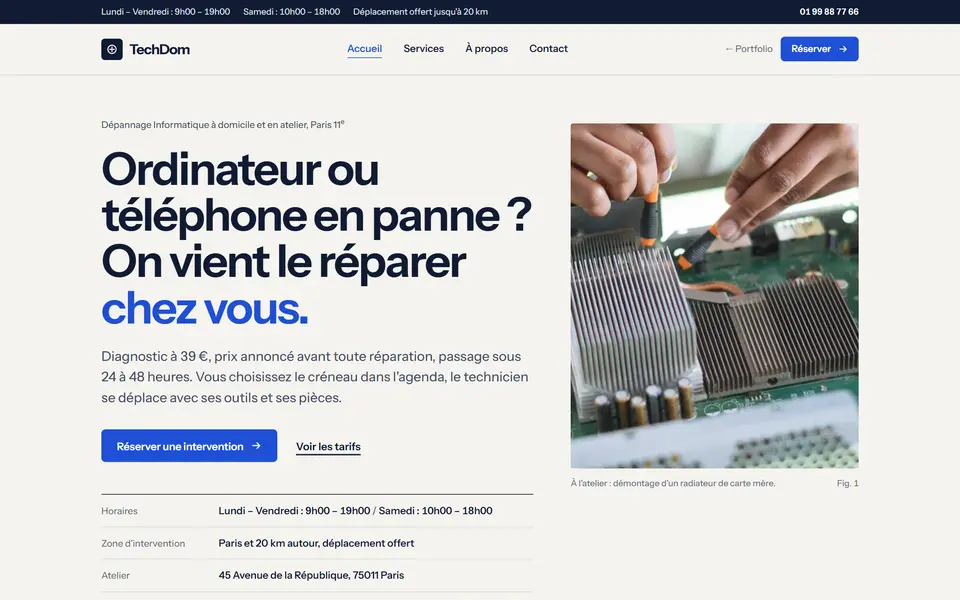 Lundi – Vendredi : 9h00 – 19h00 Samedi : 10h00 – 18h00 Déplacement offert jusqu'à 20 km 01 99 88 77 66
TechDom Accueil Services À propos Contact ← Portfolio Réserver →
Dépannage Informatique à domicile et en atelier, Paris 11e
Ordinateur ou
téléphone en panne ?
On vient le réparer
chez vous.
Diagnostic à 39 €, prix annoncé avant toute réparation, passage sous
24 à 48 heures. Vous choisissez le créneau dans l'agenda, le technicien
se déplace avec ses outils et ses pièces.
Réserver une intervention → Voir les tarifs
À l'atelier : démontage d'un radiateur de carte mère. Fig. 1
Horaires Lundi – Vendredi : 9h00 – 19h00 / Samedi : 10h00 – 18h00
Zone d'intervention Paris et 20 km autour, déplacement offert
Atelier 45 Avenue de la République, 75011 Paris